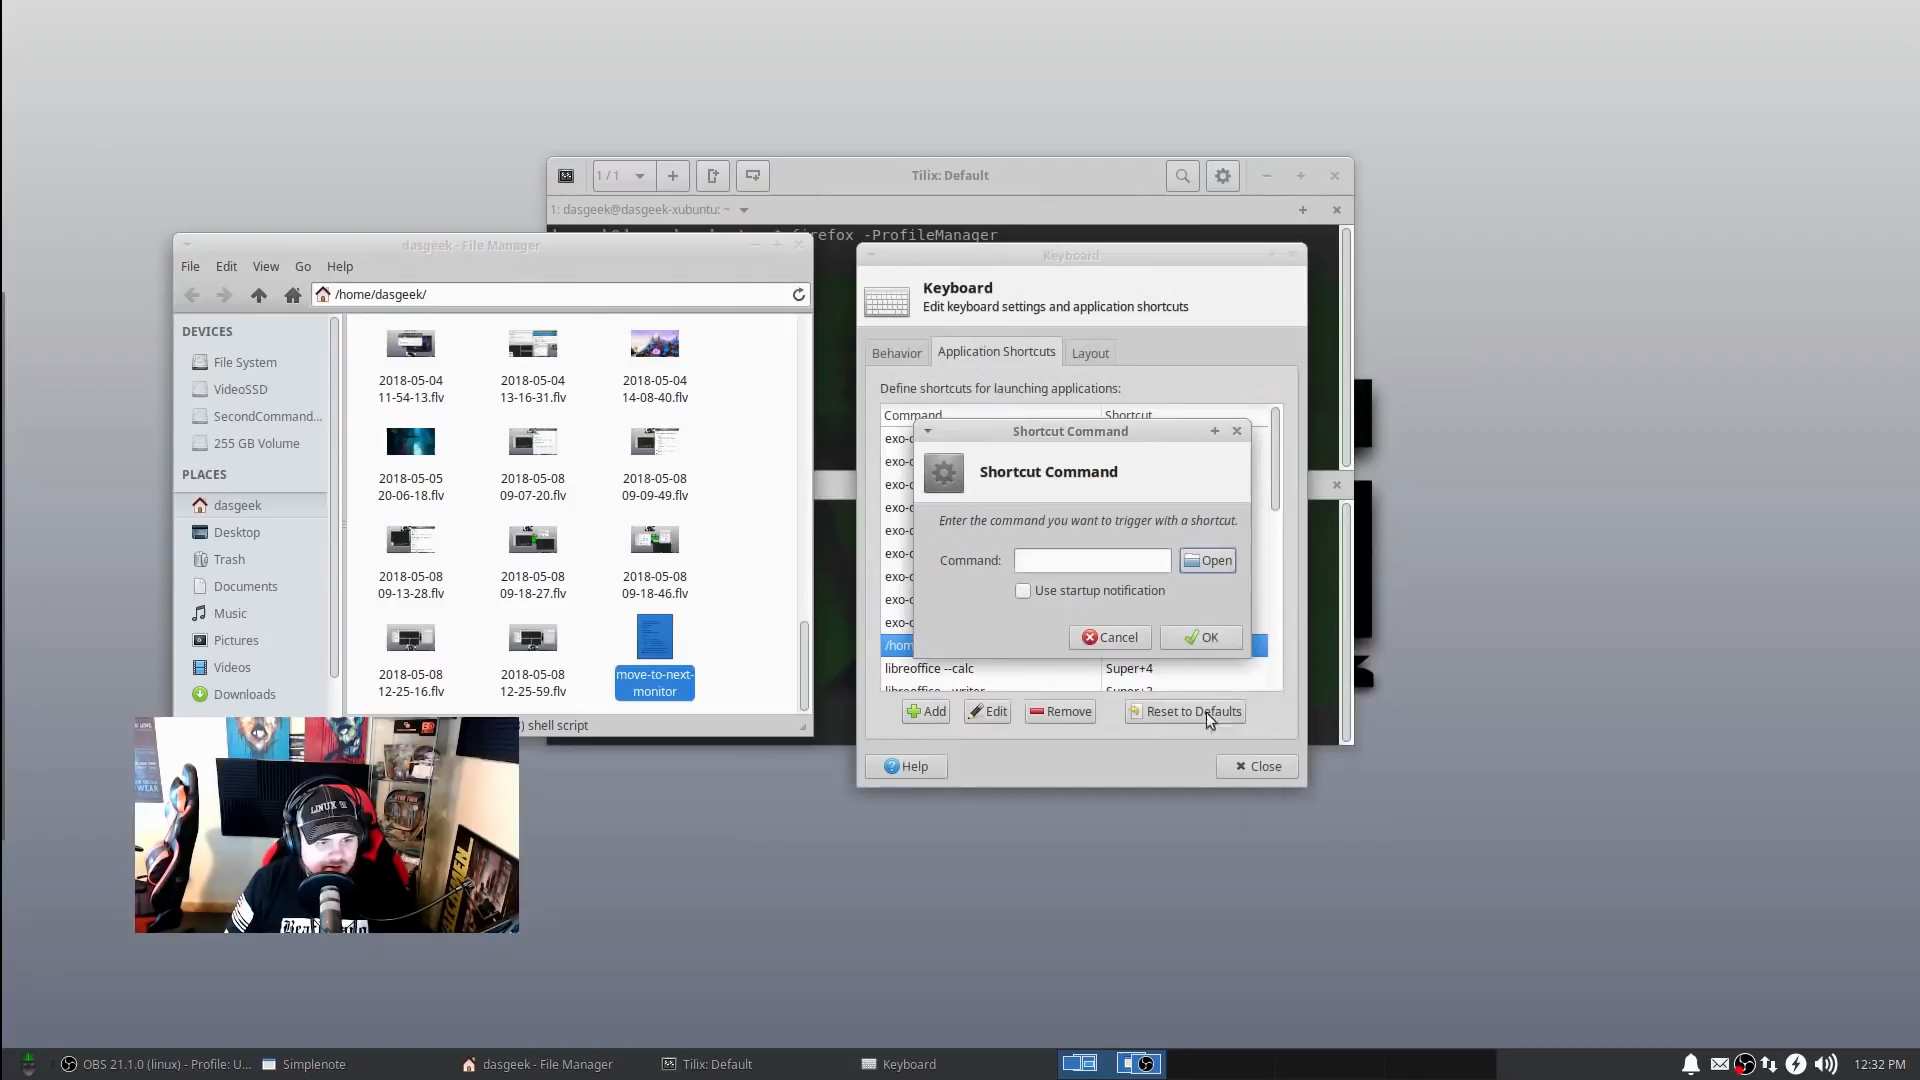 1 / 1
Tilix: Default
1: dasgeek@dasgeek-xubuntu: ~
firefox -ProfileManager
dasgeek - File Manager
File Edit View Go Help
/home/dasgeek/
DEVICES
File System
VideoSSD
SecondCommand...
255 GB Volume
PLACES
dasgeek
Desktop
Trash
Documents
Music
Pictures
Videos
Downloads
2018-05-04
11-54-13.flv
2018-05-04
13-16-31.flv
2018-05-04
14-08-40.flv
2018-05-05
20-06-18.flv
2018-05-08
09-07-20.flv
2018-05-08
09-09-49.flv
2018-05-08
09-13-28.flv
2018-05-08
09-18-27.flv
2018-05-08
09-18-46.flv
2018-05-08
12-25-16.flv
2018-05-08
12-25-59.flv
move-to-next-
monitor
) shell script
Keyboard
Keyboard
Edit keyboard settings and application shortcuts
Behavior Application Shortcuts Layout
Define shortcuts for launching applications:
Command Shortcut
exo-
exo-
exo-
exo-
exo-
exo-
exo-
exo-
exo-
/hom
libreoffice --calc Super+4
libreoffice --writer Super+3
Add Edit Remove Reset to Defaults
Help Close
Shortcut Command
Shortcut Command
Enter the command you want to trigger with a shortcut.
Command: Open
Use startup notification
Cancel OK
LINUX
OBS 21.1.0 (linux) - Profile: U... Simplenote dasgeek - File Manager Tilix: Default Keyboard 12:32 PM